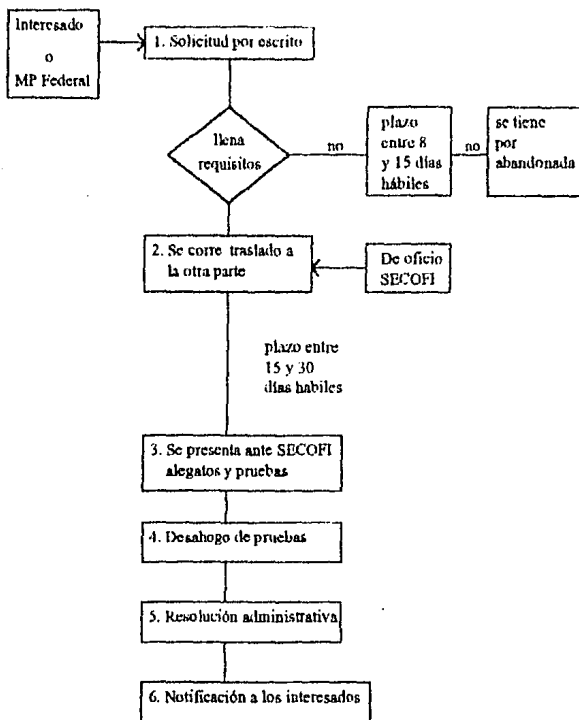 Interesado
o
MP Federal
1. Solicitud por escrito
llena
requisitos
no
plazo
entre 8
y 15 días
hábiles
no
se tiene
por
abandonada
2. Se corre traslado a
la otra parte
De oficio
SECOFI
plazo entre
15 y 30
días habiles
3. Se presenta ante SECOFI
alegatos y pruebas
4. Desahogo de pruebas
5. Resolución administrativa
6. Notificación a los interesados